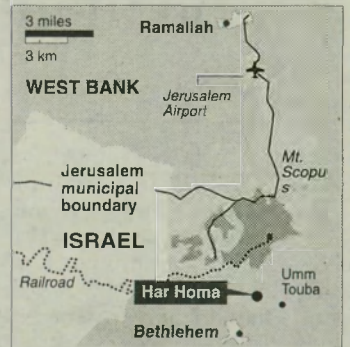 3 miles
3 km
Ramallah
WEST BANK
Jerusalem
Airport
Mt.
Scopu
s
Jerusalem
municipal
boundary
ISRAEL
Railroad
Umm
Touba
Har Homa
Bethlehem